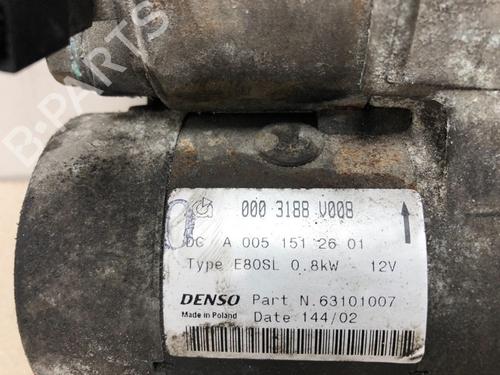 B-PARTS
000 3188 V008
DC A 005 151 26 01
Type E80SL 0.8kW 12V
DENSO Part N.63101007
Made in Poland Date 144/02